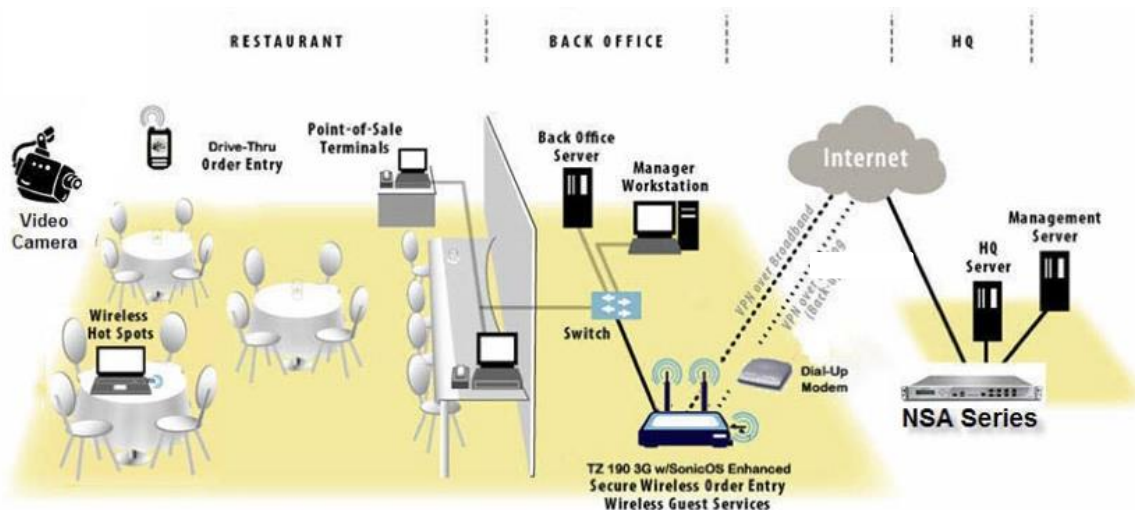 RESTAURANT
BACK OFFICE
HQ
Video
Camera
Drive-Thru
Order Entry
Point-of-Sale
Terminals
Wireless
Hot Spots
Back Office
Server
Manager
Workstation
Switch
Internet
VPN over Broadband
VPN over
Dial-Up
Modem
TZ 190 3G w/SonicOS Enhanced
Secure Wireless Order Entry
Wireless Guest Services
HQ
Server
Management
Server
NSA Series